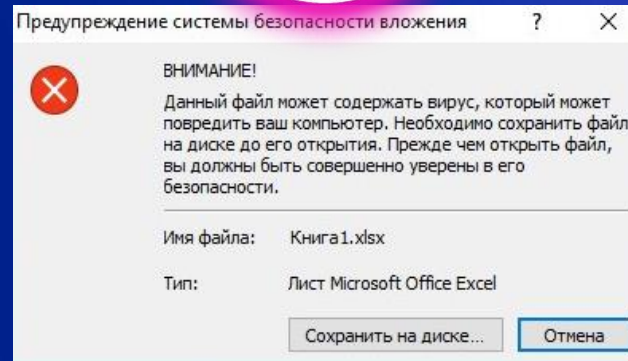 Предупреждение системы безопасности вложения ? ×
ВНИМАНИЕ!
Данный файл может содержать вирус, который может
повредить ваш компьютер. Необходимо сохранить файл
на диске до его открытия. Прежде чем открыть файл,
вы должны быть совершенно уверены в его
безопасности.
Имя файла: Книга1.xlsx
Тип: Лист Microsoft Office Excel
Сохранить на диске... Отмена